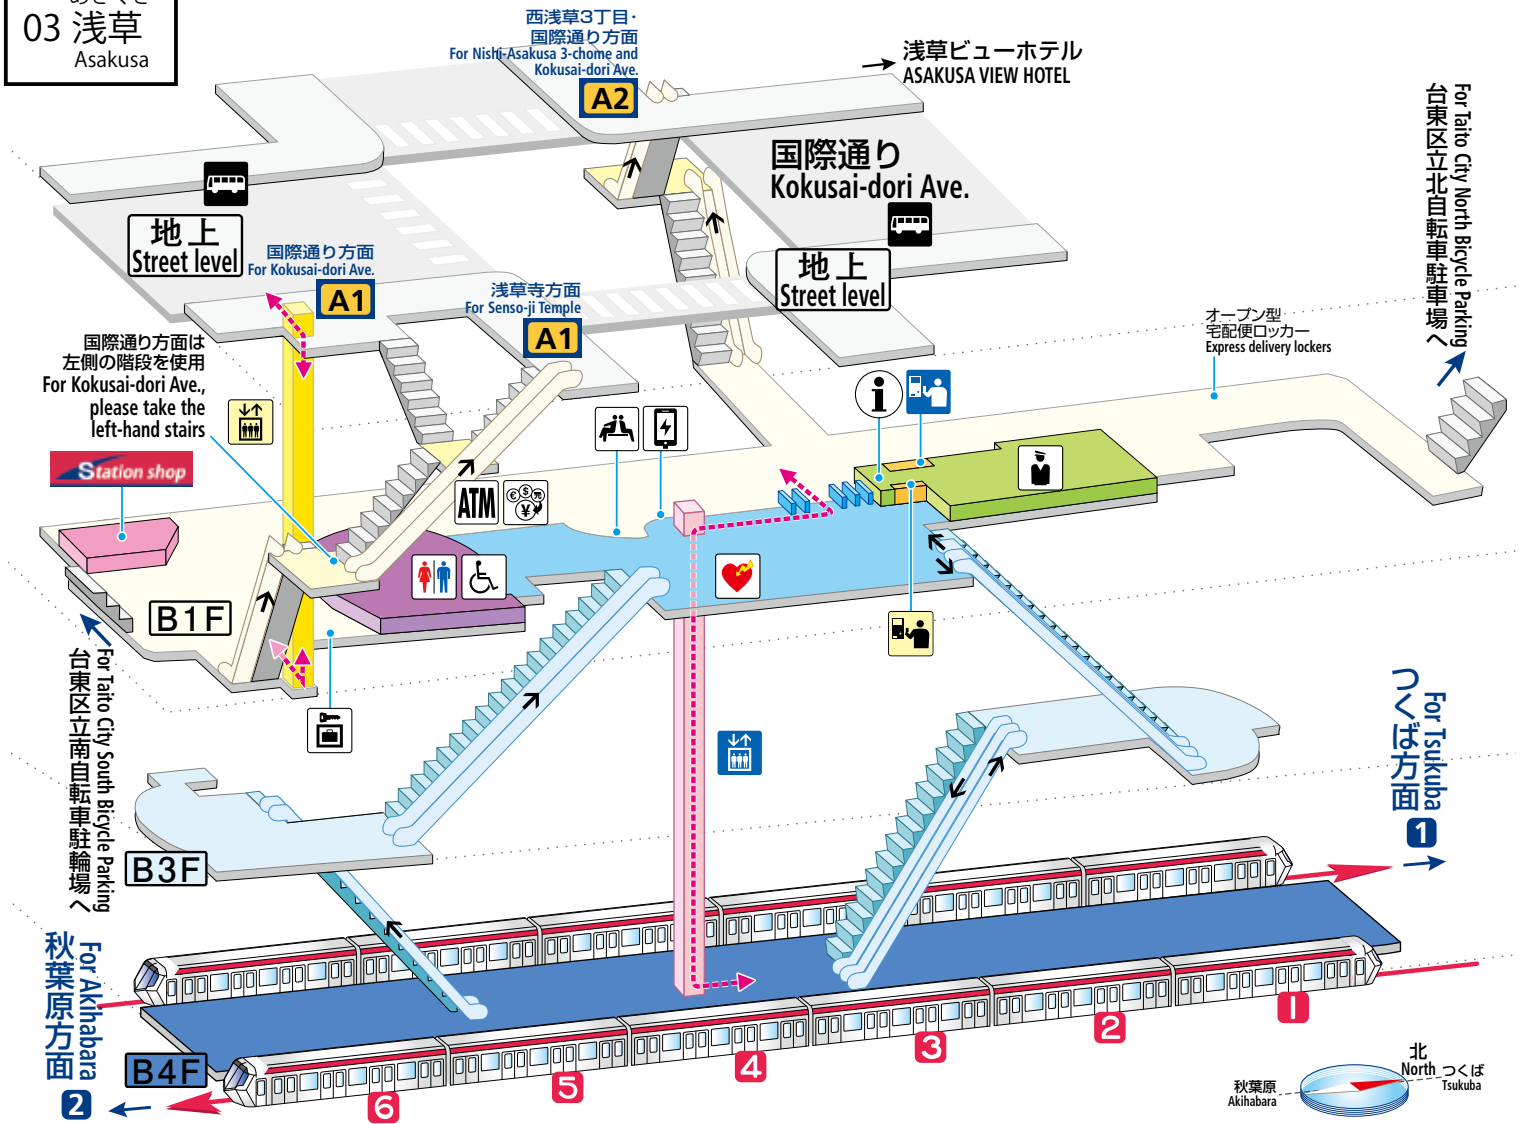 03 浅草
Asakusa
西浅草3丁目・
国際通り方面
For Nishi-Asakusa 3-chome and
Kokusai-dori Ave.
A2
浅草ビューホテル
ASAKUSA VIEW HOTEL
国際通り
Kokusai-dori Ave.
地上
Street level
国際通り方面
For Kokusai-dori Ave.
A1
浅草寺方面
For Senso-ji Temple
A1
地上
Street level
For Taito City North Bicycle Parking
台東区立北自転車駐車場へ
オープン型
宅配便ロッカー
Express delivery lockers
国際通り方面は
左側の階段を使用
For Kokusai-dori Ave.,
please take the
left-hand stairs
Station shop
ATM
B1F
For Taito City South Bicycle Parking
台東区立南自転車駐輪場へ
B3F
For Tsukuba
つくば方面
1
For Akihabara
秋葉原方面
2
B4F
6
5
4
3
2
1
北
North
つくば
Tsukuba
秋葉原
Akihabara